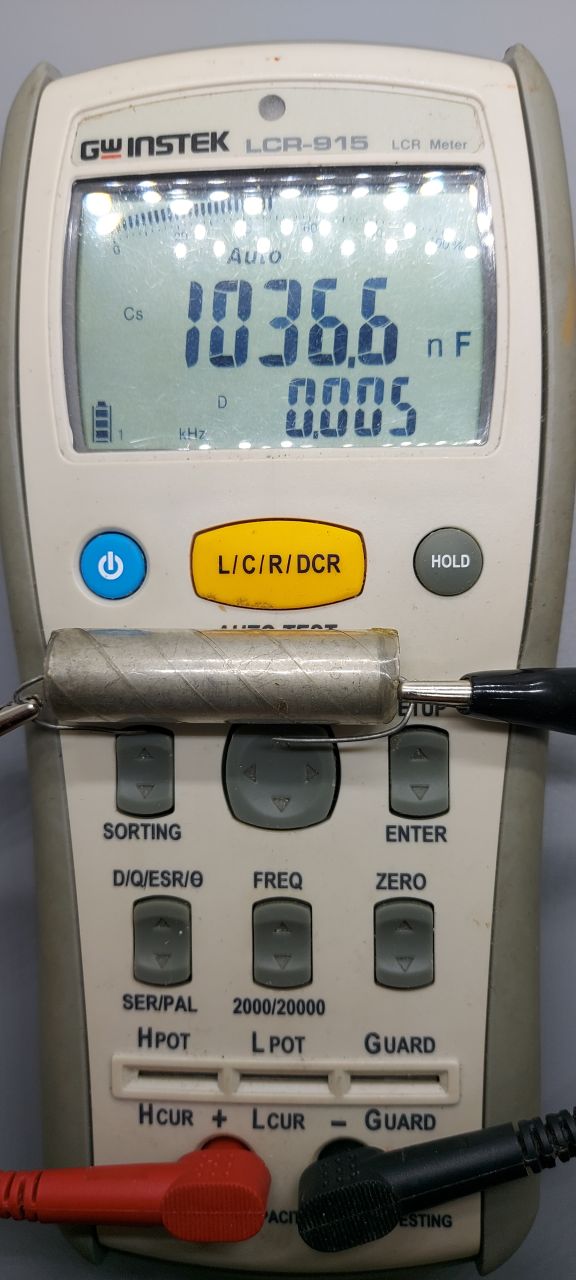 GW INSTEK LCR-915 LCR Meter
0
Auto
Cs 1036.6 nF
D 0.005
1 kHz
L/C/R/DCR HOLD
SORTING ENTER
D/Q/ESR/Θ FREQ ZERO
SER/PAL 2000/20000
HPOT LPOT GUARD
HCUR + LCUR − GUARD